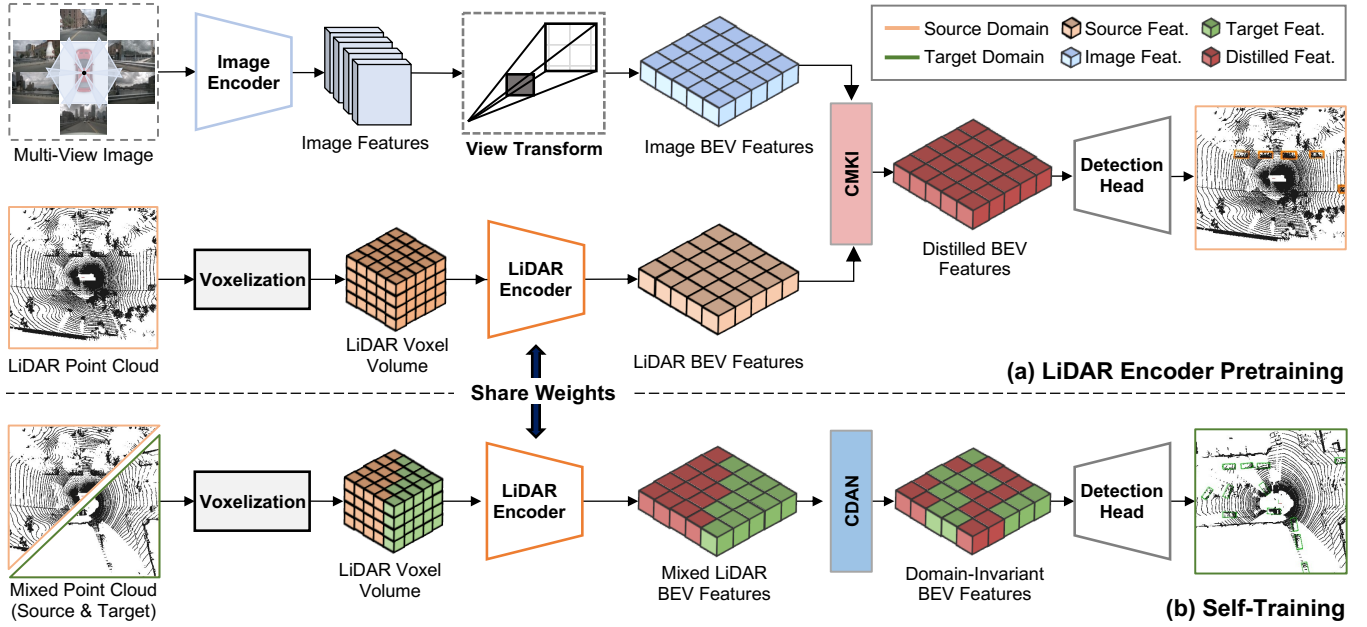 Source Domain
Source Feat.
Target Feat.
Target Domain
Image Feat.
Distilled Feat.
Image
Encoder
Multi-View Image
Image Features
View Transform
Image BEV Features
CMKI
Detection
Head
Distilled BEV
Features
Voxelization
LiDAR
Encoder
LiDAR Point Cloud
LiDAR Voxel
Volume
LiDAR BEV Features
(a) LiDAR Encoder Pretraining
Share Weights
Voxelization
LiDAR
Encoder
CDAN
Detection
Head
Mixed Point Cloud
(Source & Target)
LiDAR Voxel
Volume
Mixed LiDAR
BEV Features
Domain-Invariant
BEV Features
(b) Self-Training